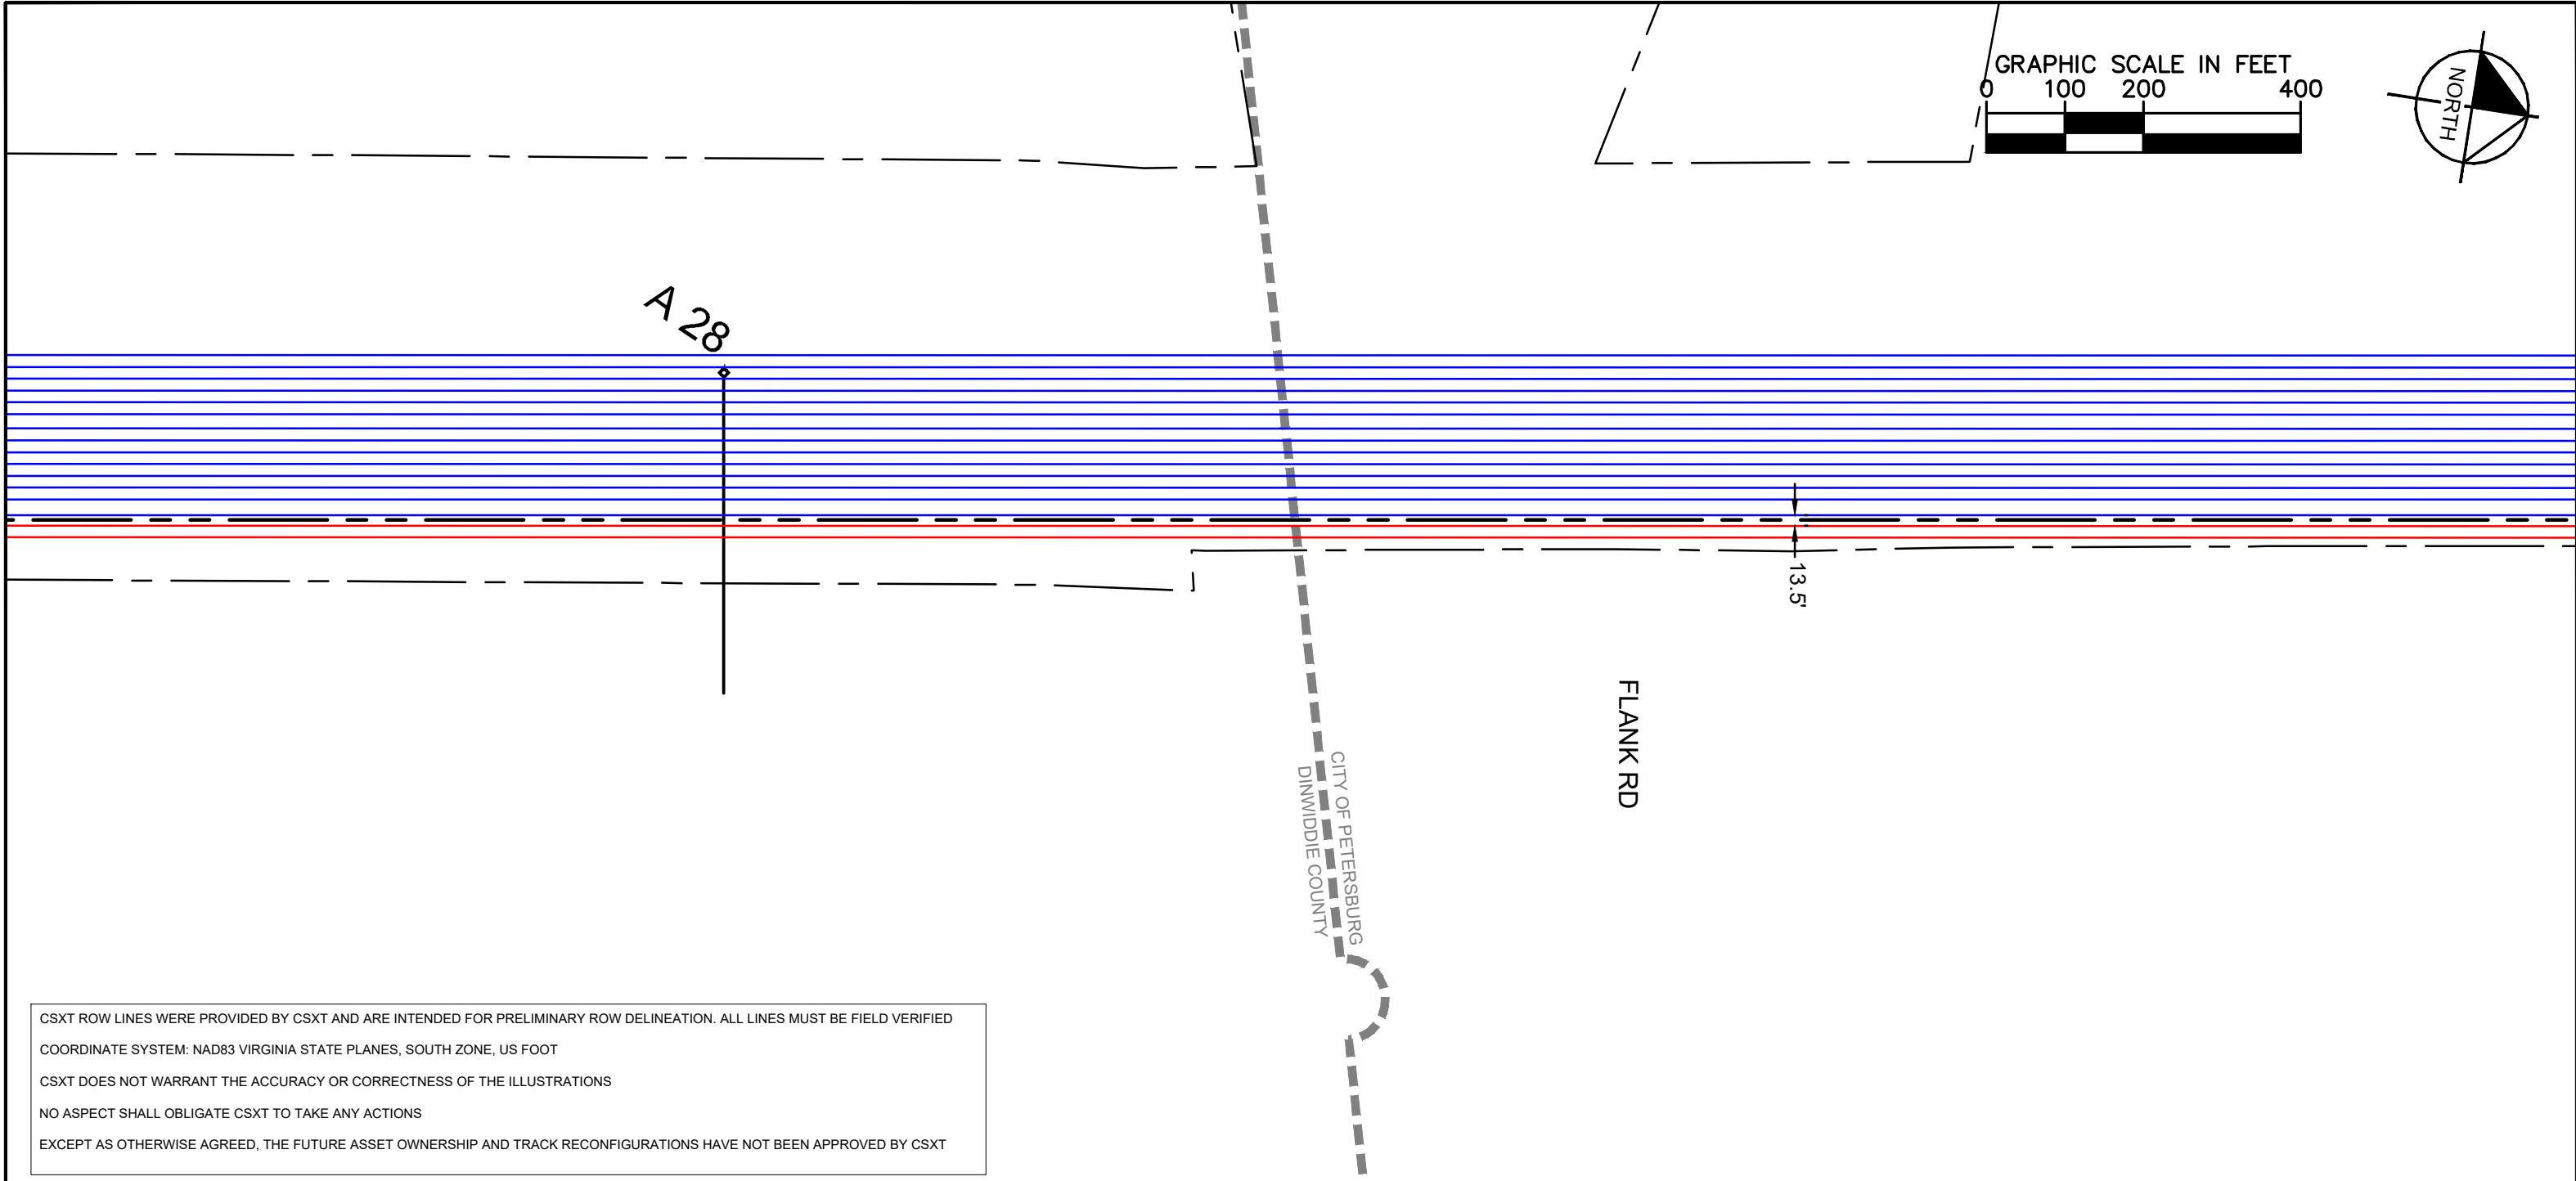 GRAPHIC SCALE IN FEET
0 100 200 400
NORTH
A 28
13.5'
FLANK RD
CITY OF PETERSBURG
DINWIDDIE COUNTY
CSXT ROW LINES WERE PROVIDED BY CSXT AND ARE INTENDED FOR PRELIMINARY ROW DELINEATION. ALL LINES MUST BE FIELD VERIFIED
COORDINATE SYSTEM: NAD83 VIRGINIA STATE PLANES, SOUTH ZONE, US FOOT
CSXT DOES NOT WARRANT THE ACCURACY OR CORRECTNESS OF THE ILLUSTRATIONS
NO ASPECT SHALL OBLIGATE CSXT TO TAKE ANY ACTIONS
EXCEPT AS OTHERWISE AGREED, THE FUTURE ASSET OWNERSHIP AND TRACK RECONFIGURATIONS HAVE NOT BEEN APPROVED BY CSXT